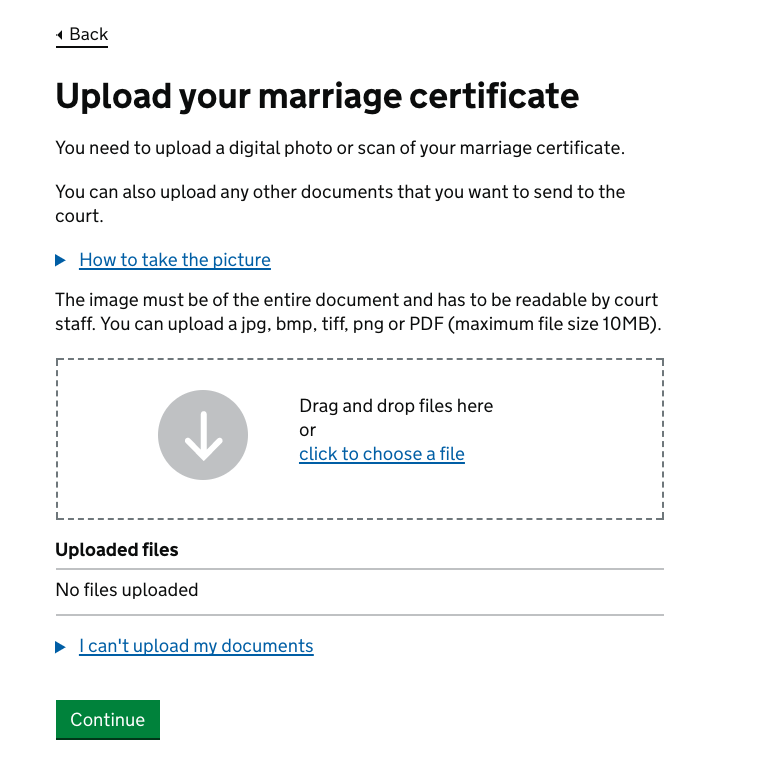 Back
Upload your marriage certificate
You need to upload a digital photo or scan of your marriage certificate.
You can also upload any other documents that you want to send to the
court.
How to take the picture
The image must be of the entire document and has to be readable by court
staff. You can upload a jpg, bmp, tiff, png or PDF (maximum file size 10MB).
Drag and drop files here
or
click to choose a file
Uploaded files
No files uploaded
I can't upload my documents
Continue